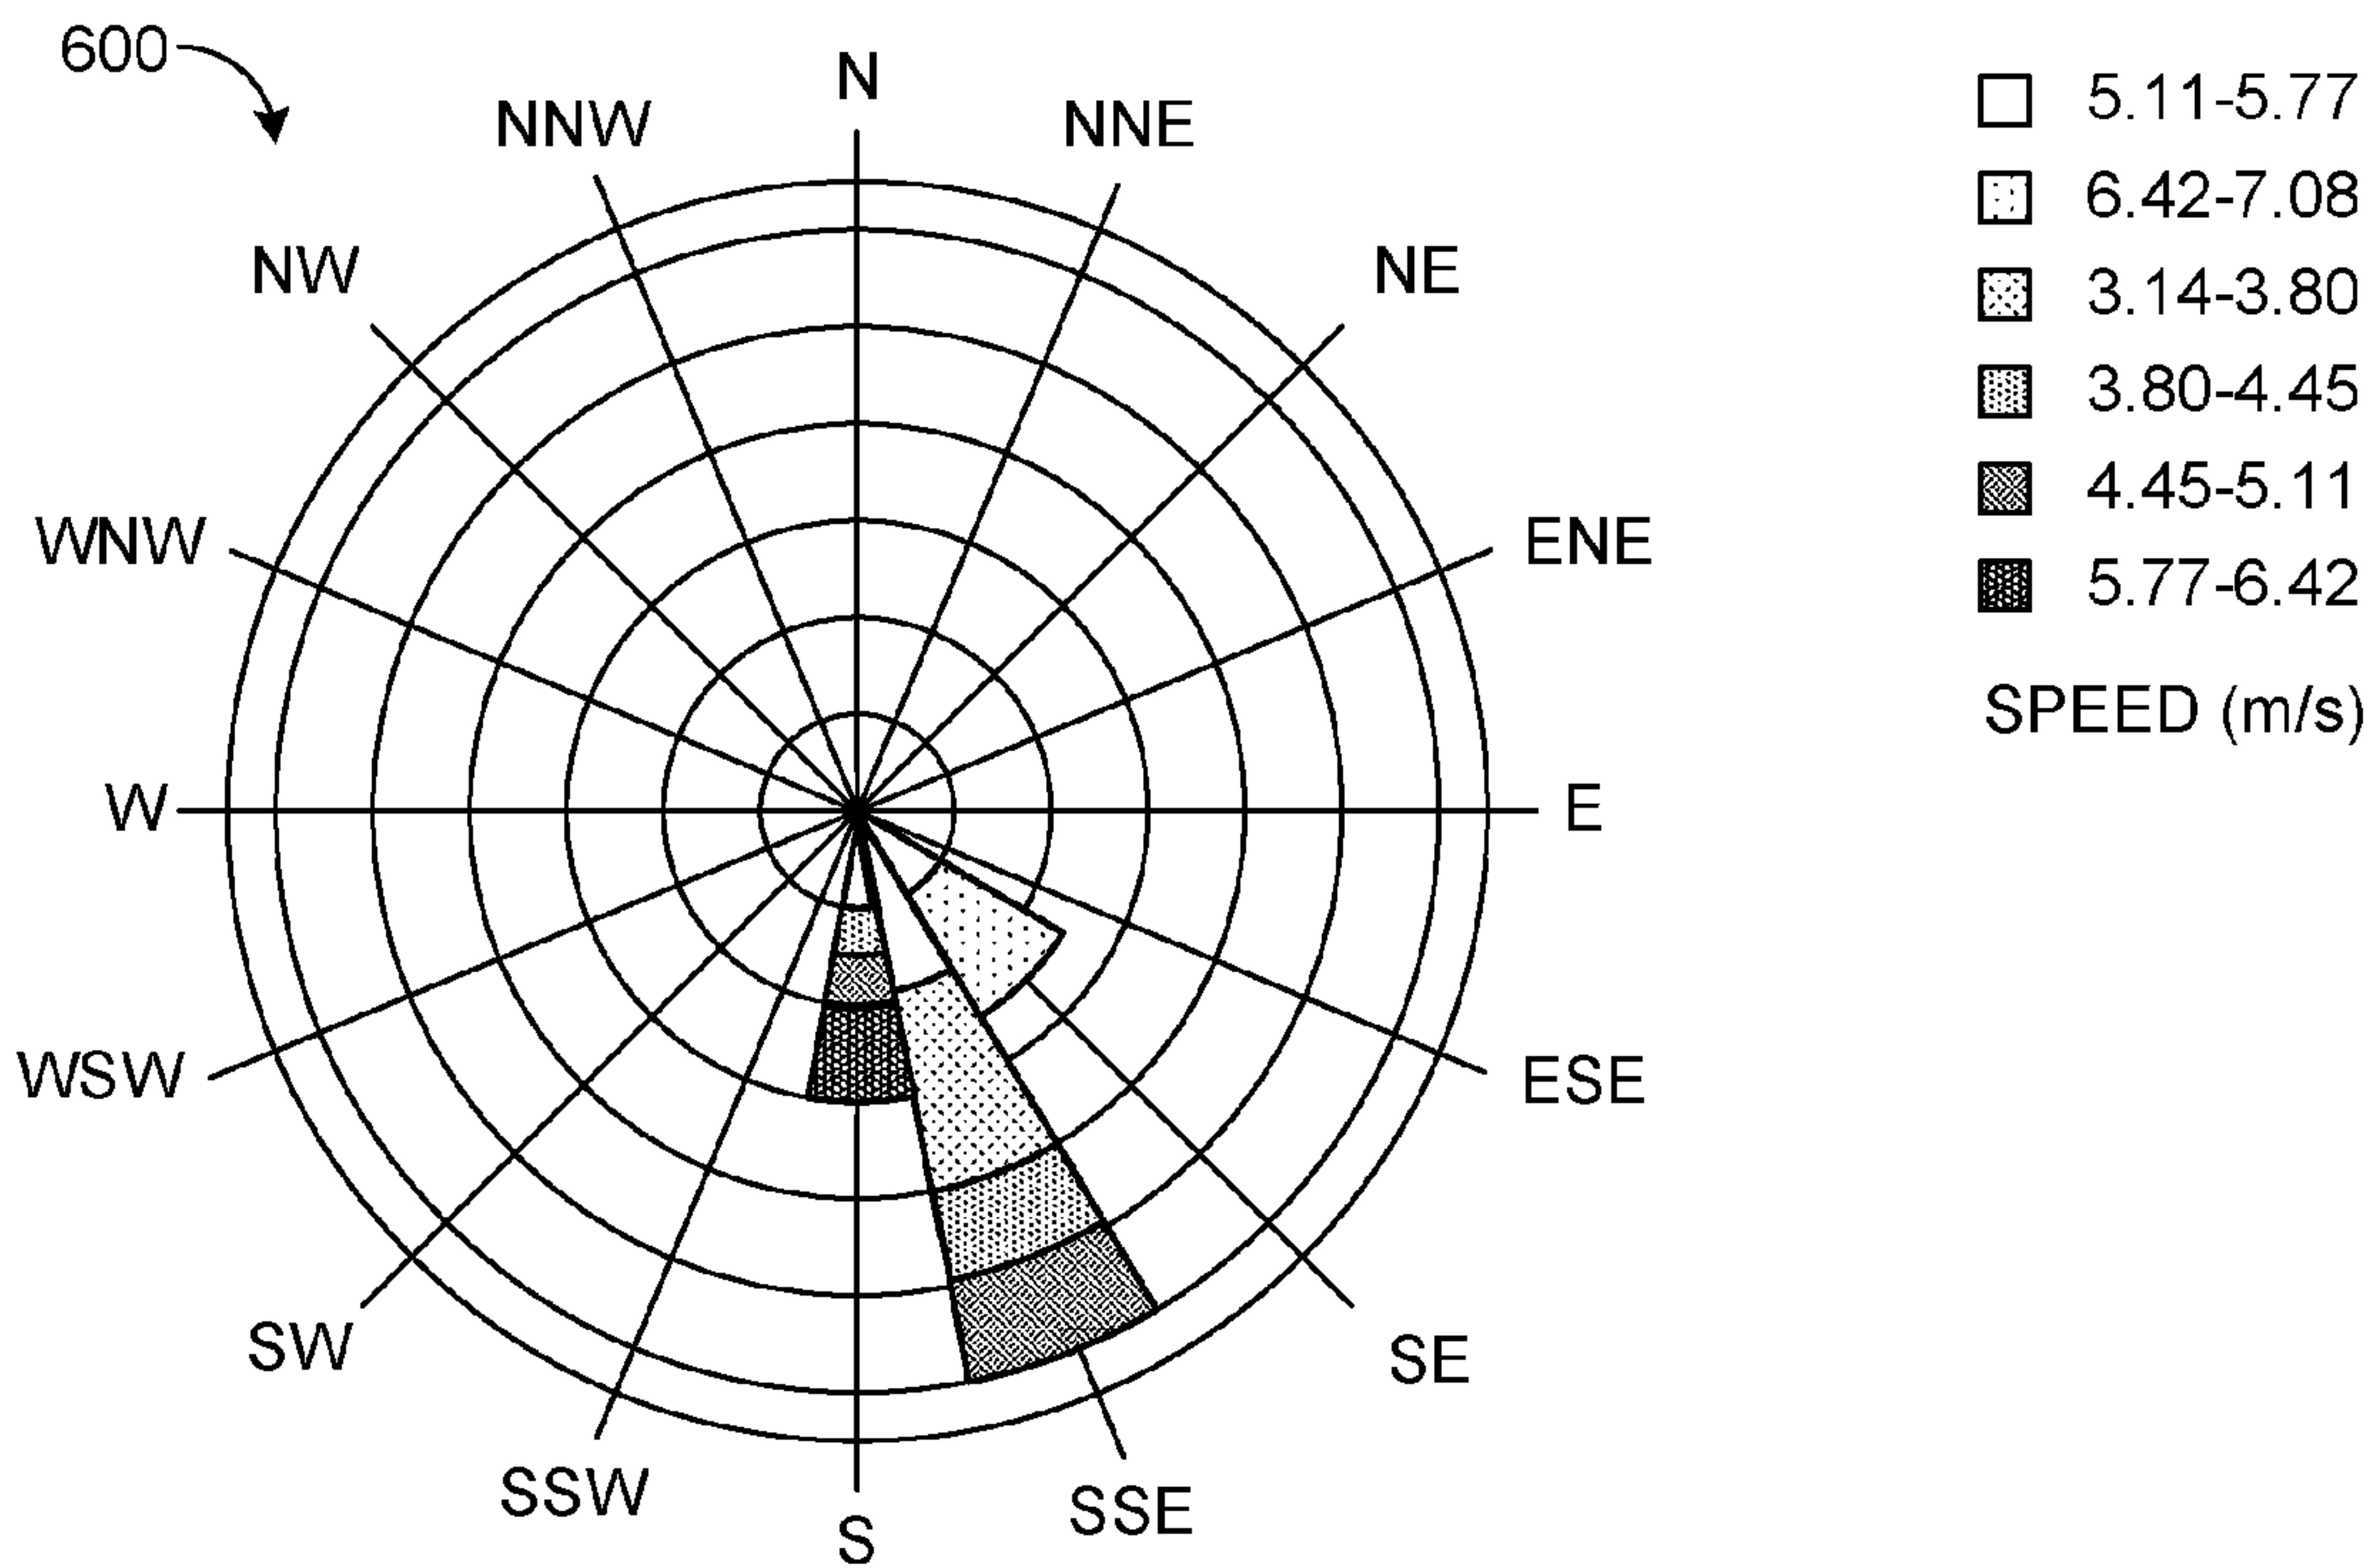 600
N
NNE
NE
ENE
E
ESE
SE
SSE
S
SSW
SW
WSW
W
WNW
NW
NNW
5.11-5.77
6.42-7.08
3.14-3.80
3.80-4.45
4.45-5.11
5.77-6.42
SPEED (m/s)